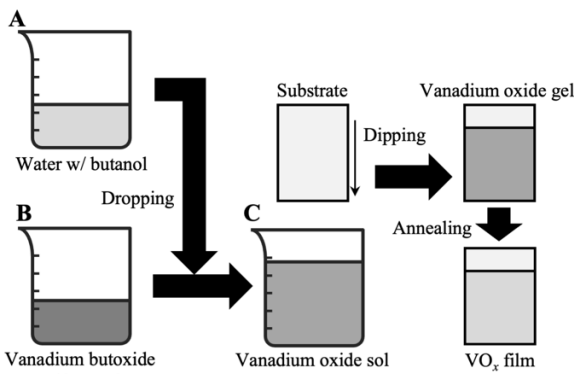 A
Water w/ butanol
Dropping
B
Vanadium butoxide
C
Vanadium oxide sol
Substrate
Dipping
Vanadium oxide gel
Annealing
VOₓ film